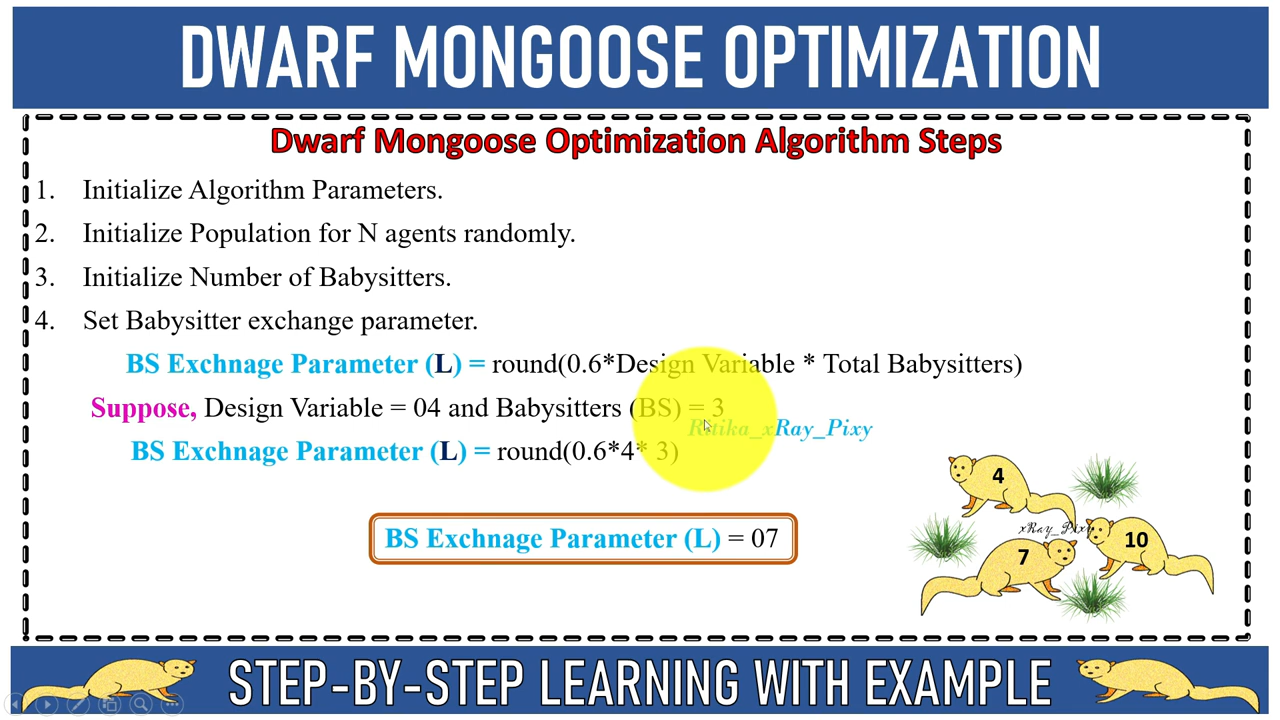 DWARF MONGOOSE OPTIMIZATION
Dwarf Mongoose Optimization Algorithm Steps
1. Initialize Algorithm Parameters.
2. Initialize Population for N agents randomly.
3. Initialize Number of Babysitters.
4. Set Babysitter exchange parameter.
BS Exchnage Parameter (L) = round(0.6*Design Variable * Total Babysitters)
Suppose, Design Variable = 04 and Babysitters (BS) = 3
Ritika_xRay_Pixy
BS Exchnage Parameter (L) = round(0.6*4* 3)
4
xRay_Pixy
10
7
BS Exchnage Parameter (L) = 07
STEP-BY-STEP LEARNING WITH EXAMPLE